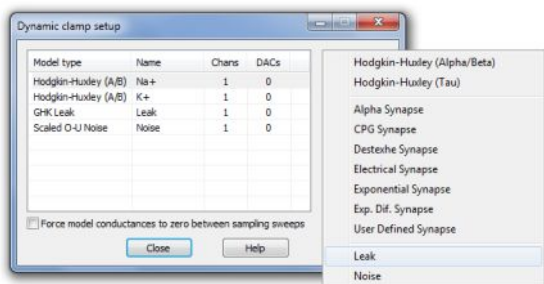 Dynamic clamp setup
Model type Name Chans DACs
Hodgkin-Huxley (A/B) Na+ 1 0
Hodgkin-Huxley (A/B) K+ 1 0
GHK Leak Leak 1 0
Scaled O-U Noise Noise 1 0
Force model conductances to zero between sampling sweeps
Close Help
Hodgkin-Huxley (Alpha/Beta)
Hodgkin-Huxley (Tau)
Alpha Synapse
CPG Synapse
Destexhe Synapse
Electrical Synapse
Exponential Synapse
Exp. Dif. Synapse
User Defined Synapse
Leak
Noise